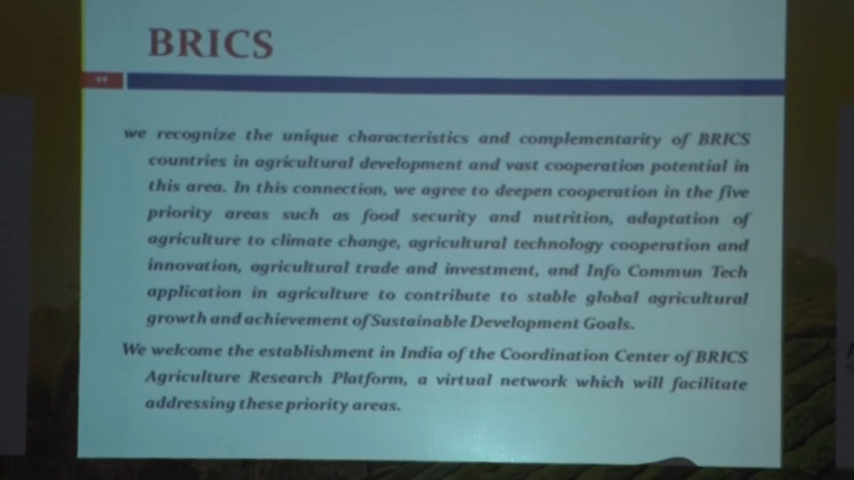 BRICS
49
we recognize the unique characteristics and complementarity of BRICS
countries in agricultural development and vast cooperation potential in
this area. In this connection, we agree to deepen cooperation in the five
priority areas such as food security and nutrition, adaptation of
agriculture to climate change, agricultural technology cooperation and
innovation, agricultural trade and investment, and Info Commun Tech
application in agriculture to contribute to stable global agricultural
growth and achievement of Sustainable Development Goals.
We welcome the establishment in India of the Coordination Center of BRICS
Agriculture Research Platform, a virtual network which will facilitate
addressing these priority areas.